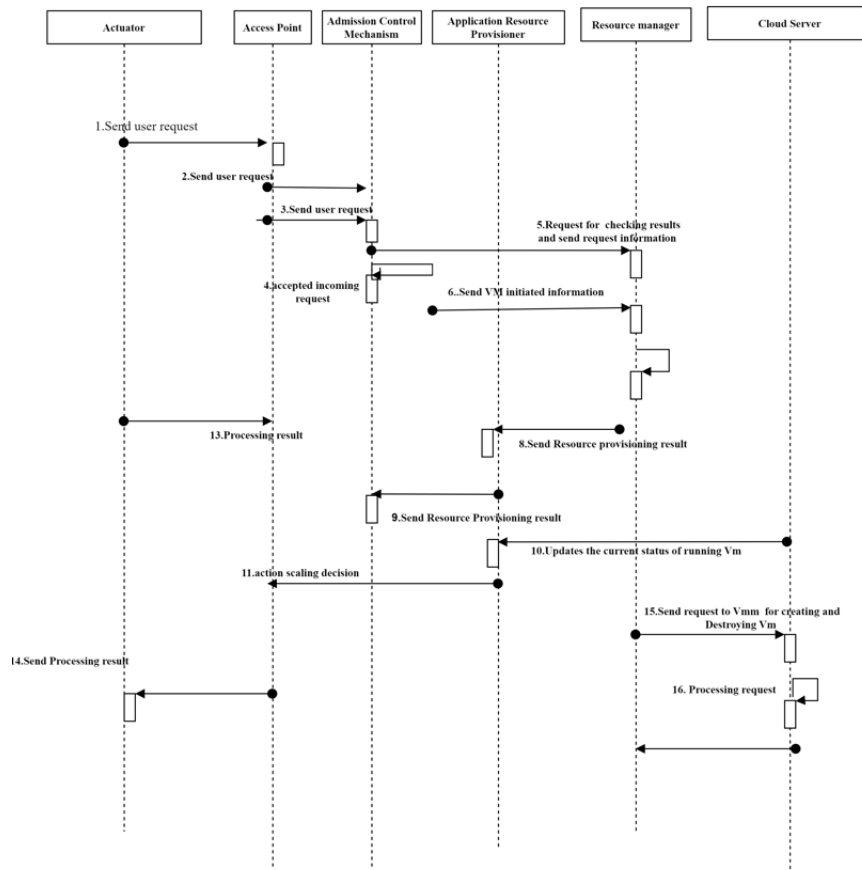 Actuator
Access Point
Admission Control
Mechanism
Application Resource
Provisioner
Resource manager
Cloud Server
1.Send user request
2.Send user request
3.Send user request
5.Request for checking results
and send request information
4.accepted incoming
request
6..Send VM initiated information
13.Processing result
8.Send Resource provisioning result
9.Send Resource Provisioning result
10.Updates the current status of running Vm
11.action scaling decision
15.Send request to Vmm for creating and
Destroying Vm
14.Send Processing result
16. Processing request